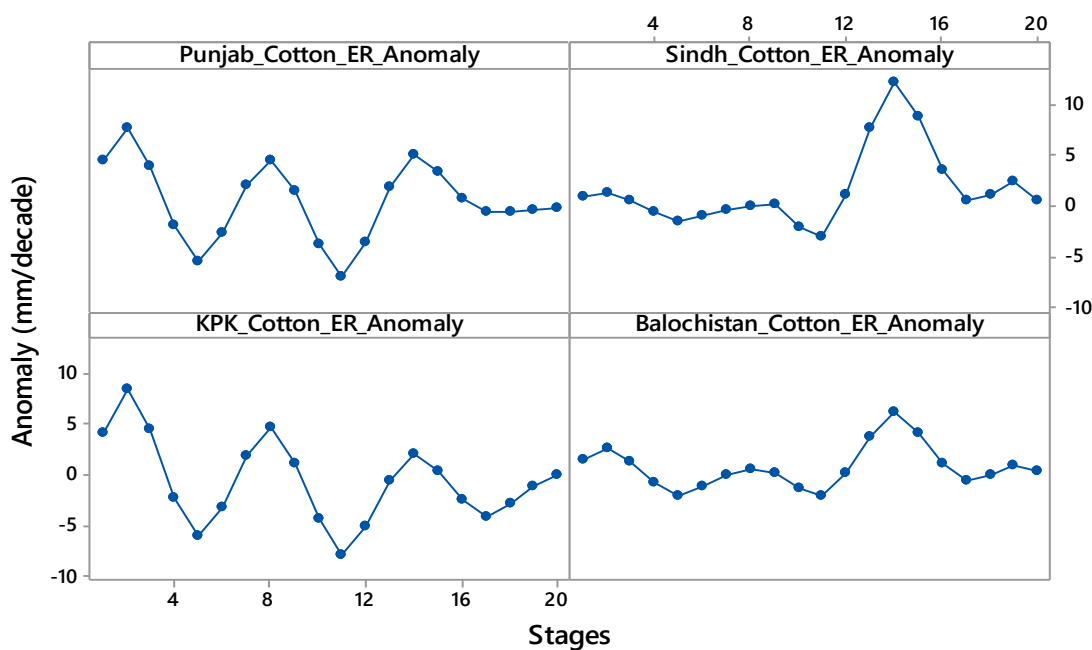 4 8 12 16 20
Punjab_Cotton_ER_Anomaly Sindh_Cotton_ER_Anomaly
10
5
0
-5
-10
KPK_Cotton_ER_Anomaly Balochistan_Cotton_ER_Anomaly
10
5
0
-5
-10
Anomaly (mm/decade)
4 8 12 16 20
Stages